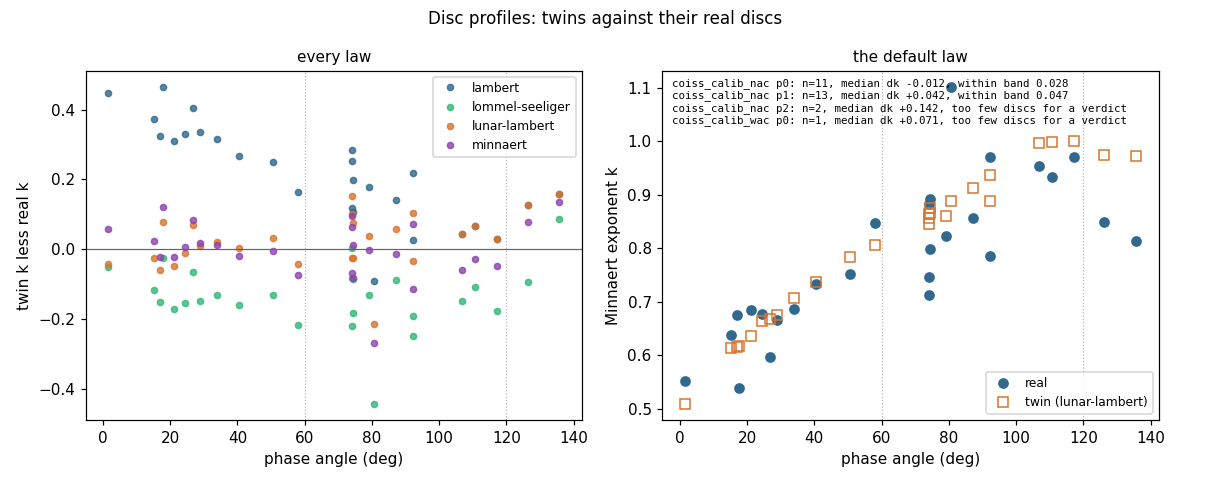 Disc profiles: twins against their real discs
every law
twin k less real k
0.4
0.2
0.0
−0.2
−0.4
0
20
40
60
80
100
120
140
phase angle (deg)
lambert
lommel-seeliger
lunar-lambert
minnaert
the default law
Minnaert exponent k
1.1
1.0
0.9
0.8
0.7
0.6
0.5
0
20
40
60
80
100
120
140
phase angle (deg)
coiss_calib_nac p0: n=11, median dk -0.012, within band 0.028
coiss_calib_nac p1: n=13, median dk +0.042, within band 0.047
coiss_calib_nac p2: n=2, median dk +0.142, too few discs for a verdict
coiss_calib_wac p0: n=1, median dk +0.071, too few discs for a verdict
real
twin (lunar-lambert)